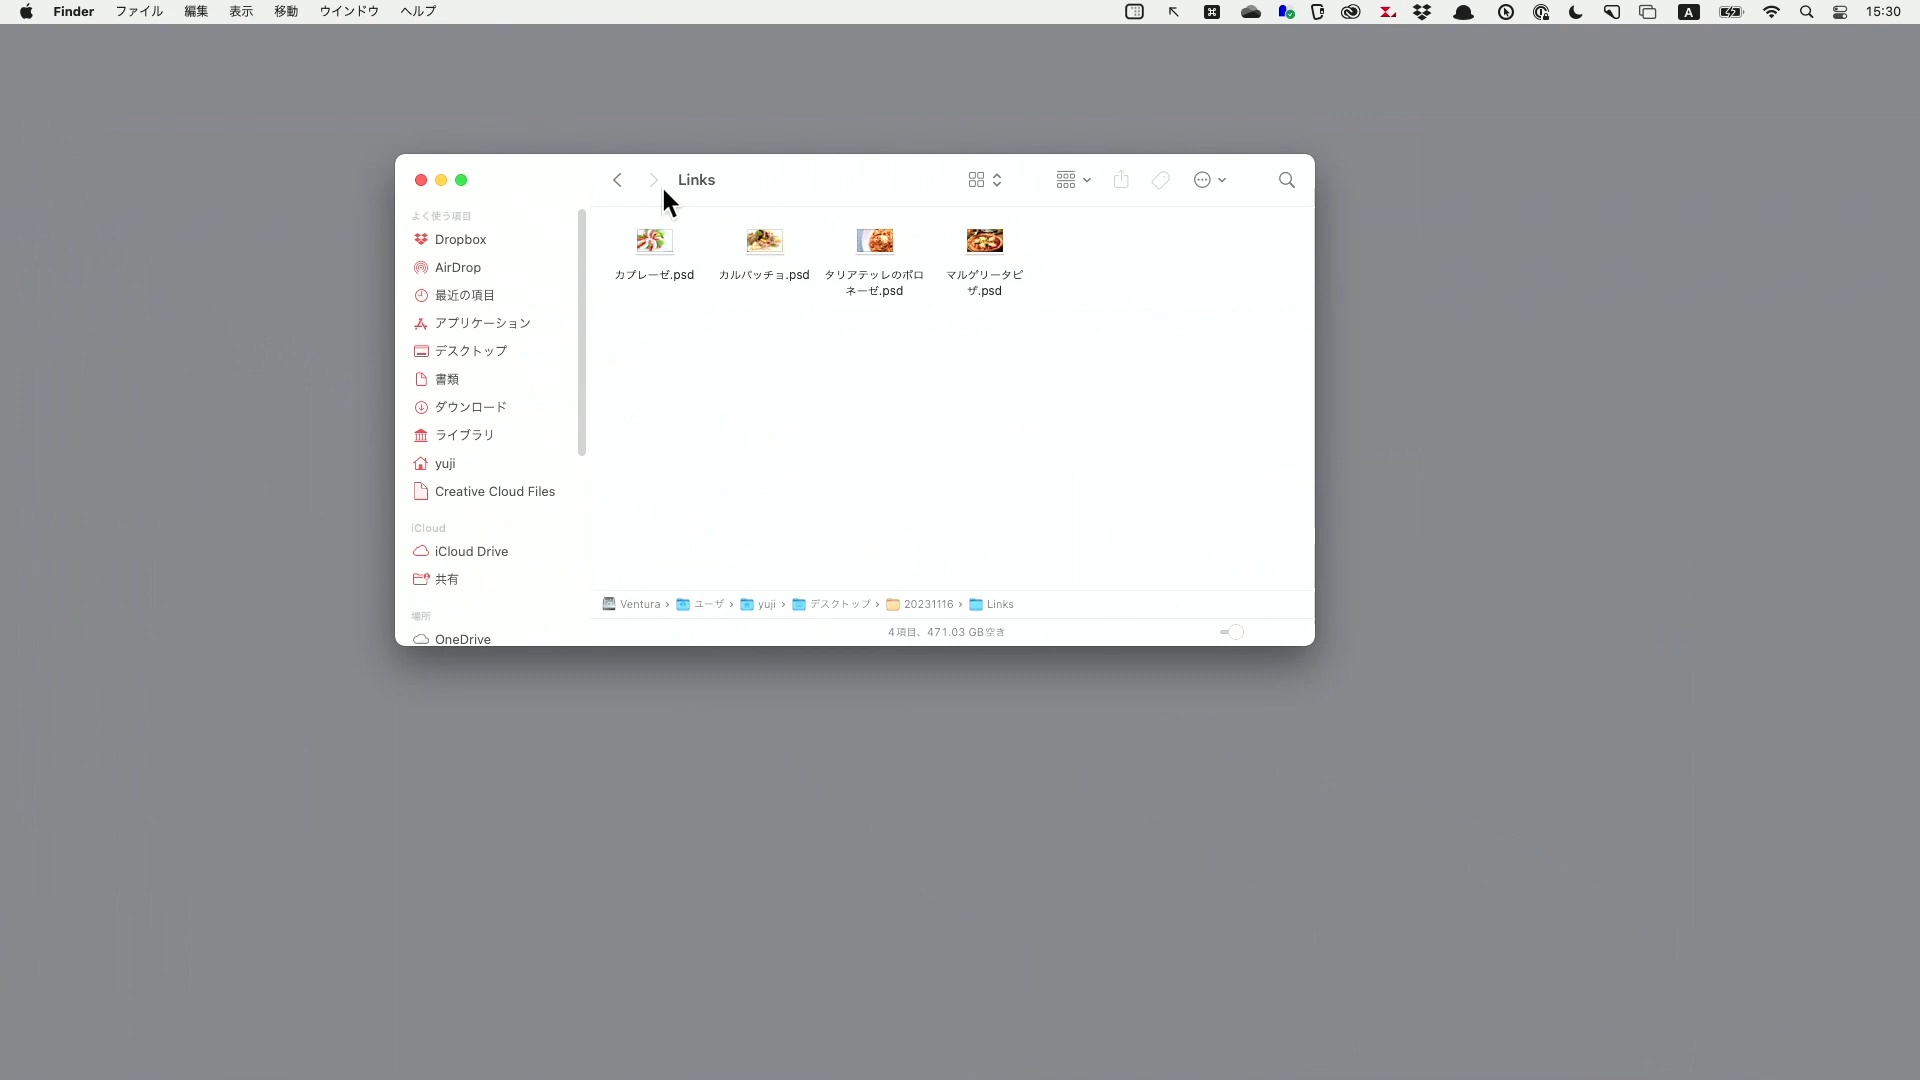 Finder ファイル 編集 表示 移動 ウインドウ ヘルプ A 15:30
Links
よく使う項目
Dropbox
AirDrop
最近の項目
アプリケーション
デスクトップ
書類
ダウンロード
ライブラリ
yuji
Creative Cloud Files
iCloud
iCloud Drive
共有
場所
OneDrive
カプレーゼ.psd
カルパッチョ.psd
タリアテッレのボロ
ネーゼ.psd
マルゲリータピ
ザ.psd
Ventura › ユーザ › yuji › デスクトップ › 20231116 › Links
4項目、471.03 GB空き